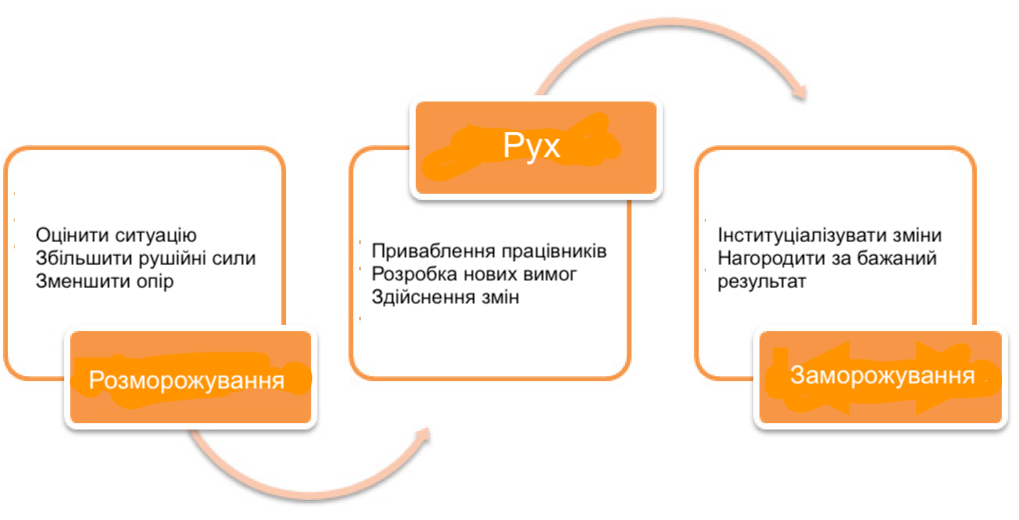 Оцінити ситуацію
Збільшити рушійні сили
Зменшити опір
Розморожування
Рух
Приваблення працівників
Розробка нових вимог
Здійснення змін
Інституціалізувати зміни
Нагородити за бажаний
результат
Заморожування